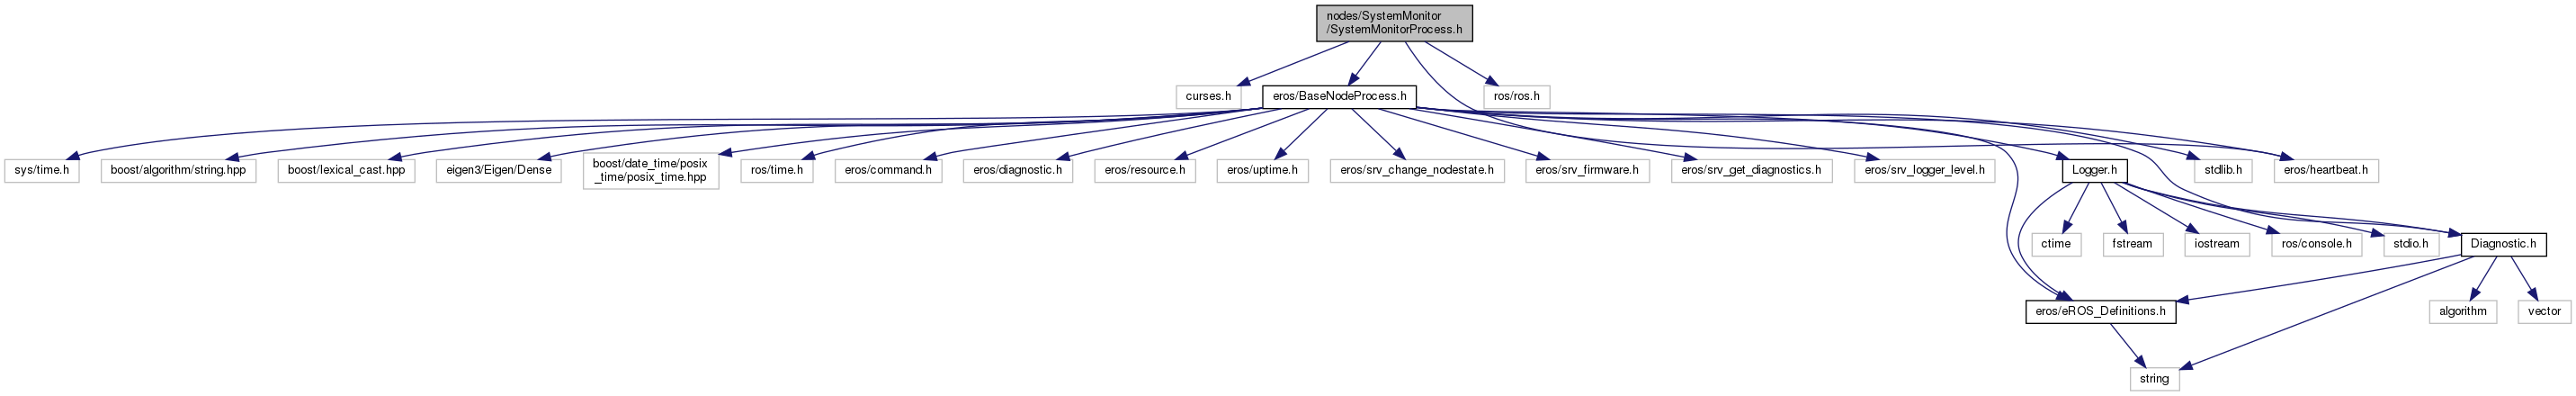 nodes/SystemMonitor
/SystemMonitorProcess.h
curses.h
eros/BaseNodeProcess.h
ros/ros.h
sys/time.h
boost/algorithm/string.hpp
boost/lexical_cast.hpp
eigen3/Eigen/Dense
boost/date_time/posix
_time/posix_time.hpp
ros/time.h
eros/command.h
eros/diagnostic.h
eros/resource.h
eros/uptime.h
eros/srv_change_nodestate.h
eros/srv_firmware.h
eros/srv_get_diagnostics.h
eros/srv_logger_level.h
Logger.h
stdlib.h
eros/heartbeat.h
ctime
fstream
iostream
ros/console.h
stdio.h
Diagnostic.h
eros/eROS_Definitions.h
algorithm
vector
string